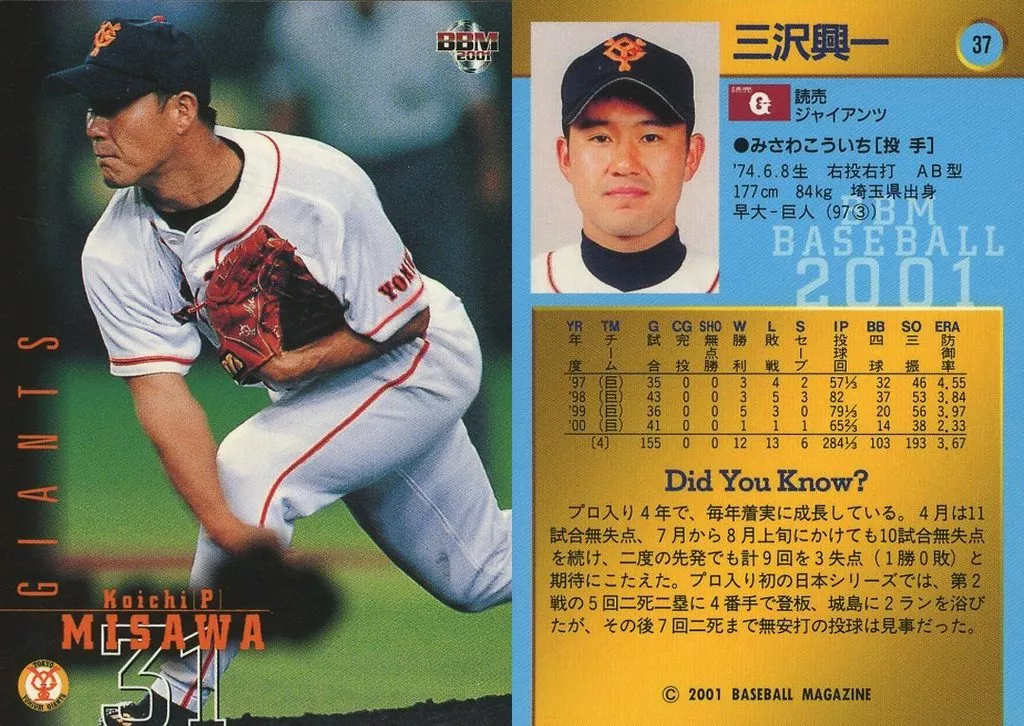 BBM
2001
YOMI
GIANTS
Koichi [P]
MISAWA
31
TOKYO
YOMIURI GIANTS
三沢興一
37
読売
G
読売
ジャイアンツ
●みさわこういち[投 手]
'74.6.8生 右投右打 AB型
177cm 84kg 埼玉県出身
早大-巨人(97③)
BBM
BASEBALL
2001
YR TM G CG SHO W L S IP BB SO ERA
年度 チーム 試合 完投 無点勝 勝利 敗戦 セーブ 投球回 四球 三振 防御率
'97 (巨) 35 0 0 3 4 2 57⅓ 32 46 4.55
'98 (巨) 43 0 0 3 5 3 82 37 53 3.84
'99 (巨) 36 0 0 5 3 0 79⅓ 20 56 3.97
'00 (巨) 41 0 0 1 1 1 65⅔ 14 38 2.33
[4] 155 0 0 12 13 6 284⅓ 103 193 3.67
Did You Know?
プロ入り4年で、毎年着実に成長している。4月は11
試合無失点、7月から8月上旬にかけても10試合無失点
を続け、二度の先発でも計9回を3失点(1勝0敗)と
期待にこたえた。プロ入り初の日本シリーズでは、第2
戦の5回二死二塁に4番手で登板、城島に2ランを浴び
たが、その後7回二死まで無安打の投球は見事だった。
© 2001 BASEBALL MAGAZINE